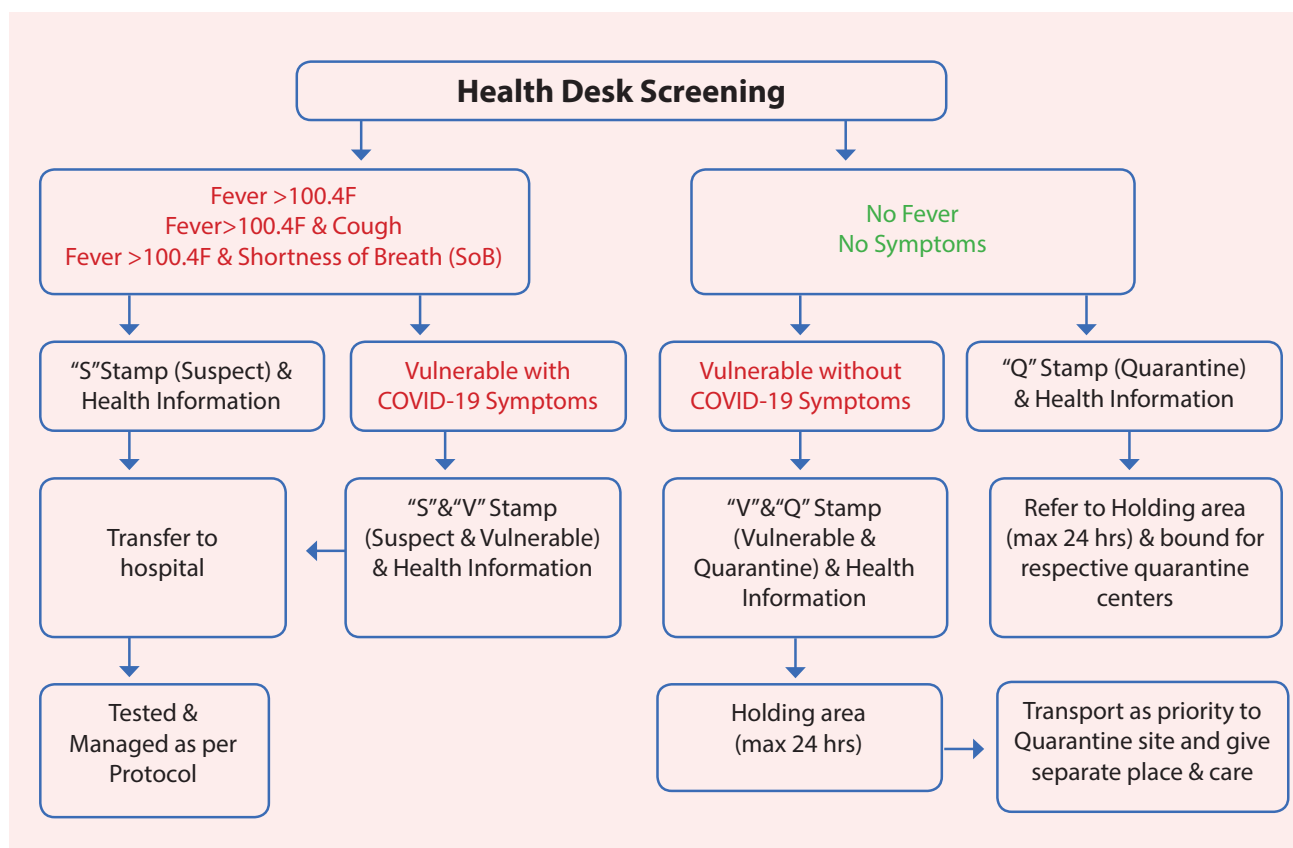 Health Desk Screening
Fever >100.4F
Fever>100.4F & Cough
Fever >100.4F & Shortness of Breath (SoB)
No Fever
No Symptoms
“S”Stamp (Suspect) &
Health Information
Vulnerable with
COVID-19 Symptoms
Vulnerable without
COVID-19 Symptoms
“Q” Stamp (Quarantine)
& Health Information
Transfer to
hospital
“S”&“V” Stamp
(Suspect & Vulnerable)
& Health Information
“V”&“Q” Stamp
(Vulnerable &
Quarantine) & Health
Information
Refer to Holding area
(max 24 hrs) & bound for
respective quarantine
centers
Tested &
Managed as per
Protocol
Holding area
(max 24 hrs)
Transport as priority to
Quarantine site and give
separate place & care